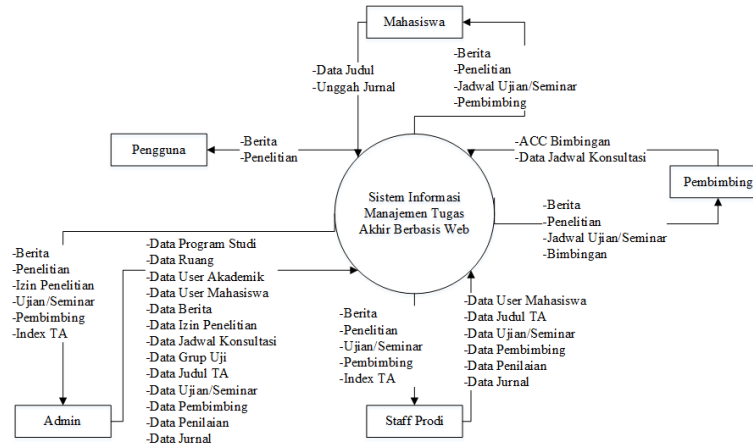 Mahasiswa
-Data Judul
-Unggah Jurnal
-Berita
-Penelitian
-Jadwal Ujian/Seminar
-Pembimbing
Pengguna
-Berita
-Penelitian
-ACC Bimbingan
-Data Jadwal Konsultasi
Pembimbing
Sistem Informasi
Manajemen Tugas
Akhir Berbasis Web
-Berita
-Penelitian
-Jadwal Ujian/Seminar
-Bimbingan
-Berita
-Penelitian
-Izin Penelitian
-Ujian/Seminar
-Pembimbing
-Index TA
-Data Program Studi
-Data Ruang
-Data User Akademik
-Data User Mahasiswa
-Data Berita
-Data Izin Penelitian
-Data Jadwal Konsultasi
-Data Grup Uji
-Data Judul TA
-Data Ujian/Seminar
-Data Pembimbing
-Data Penilaian
-Data Jurnal
-Berita
-Penelitian
-Ujian/Seminar
-Pembimbing
-Index TA
-Data User Mahasiswa
-Data Judul TA
-Data Ujian/Seminar
-Data Pembimbing
-Data Penilaian
-Data Jurnal
Admin
Staff Prodi